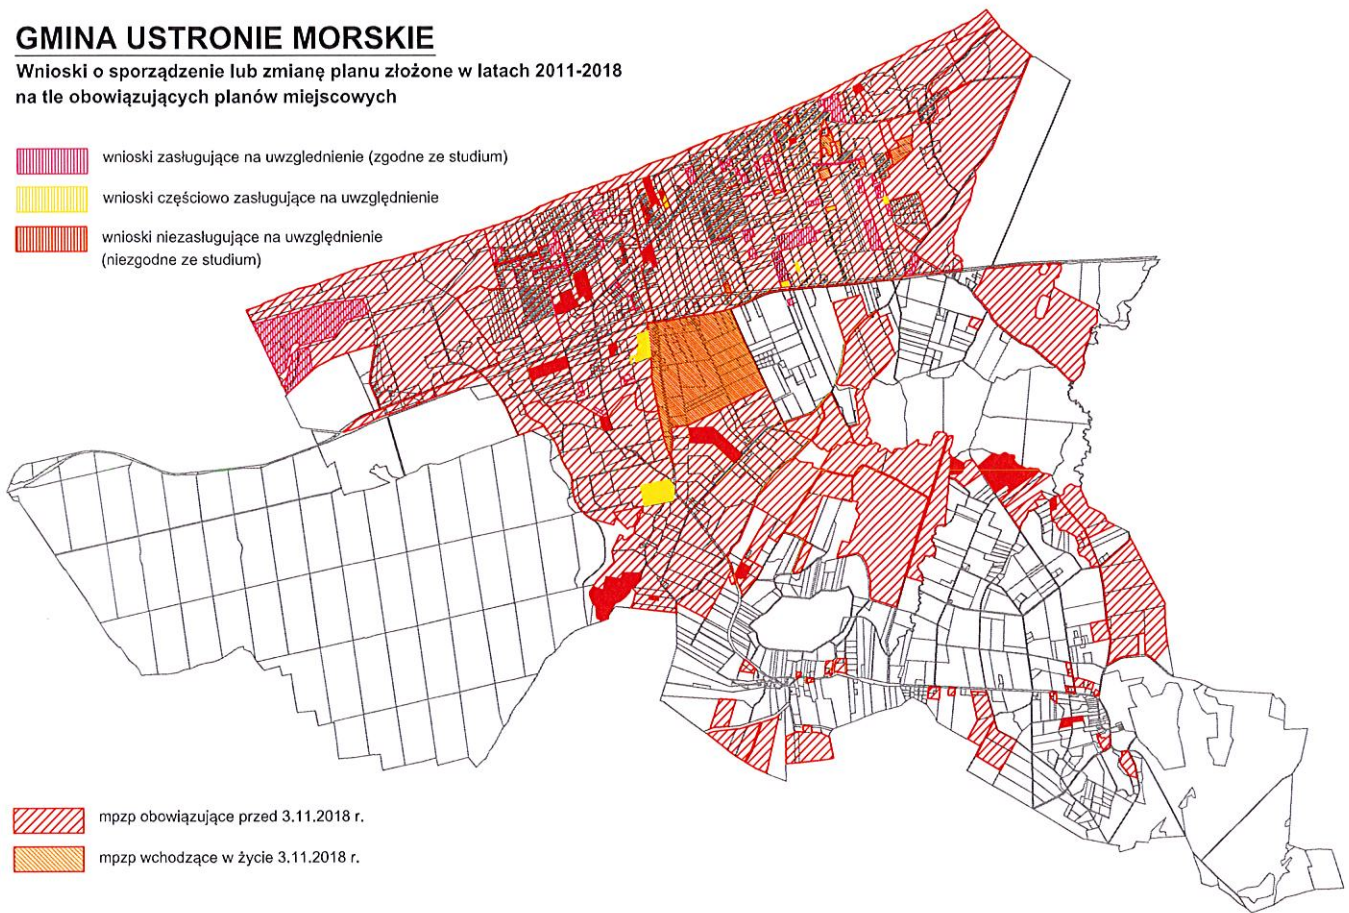 GMINA USTRONIE MORSKIE
Wnioski o sporządzenie lub zmianę planu złożone w latach 2011-2018
na tle obowiązujących planów miejscowych
wnioski zasługujące na uwzglednienie (zgodne ze studium)
wnioski częściowo zasługujące na uwzględnienie
wnioski niezasługujące na uwzględnienie
(niezgodne ze studium)
mpzp obowiązujące przed 3.11.2018 r.
mpzp wchodzące w życie 3.11.2018 r.